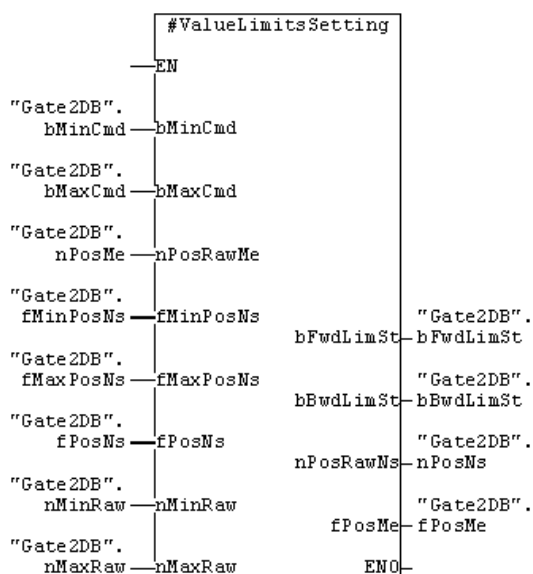 #ValueLimitsSetting
EN
"Gate2DB".
bMinCmd bMinCmd
"Gate2DB".
bMaxCmd bMaxCmd
"Gate2DB".
nPosMe nPosRawMe
"Gate2DB".
fMinPosNs fMinPosNs "Gate2DB".
bFwdLimSt bFwdLimSt
"Gate2DB".
fMaxPosNs fMaxPosNs "Gate2DB".
bBwdLimSt bBwdLimSt
"Gate2DB".
fPosNs fPosNs "Gate2DB".
nPosRawNs nPosNs
"Gate2DB".
nMinRaw nMinRaw "Gate2DB".
fPosMe fPosMe
"Gate2DB".
nMaxRaw nMaxRaw ENO